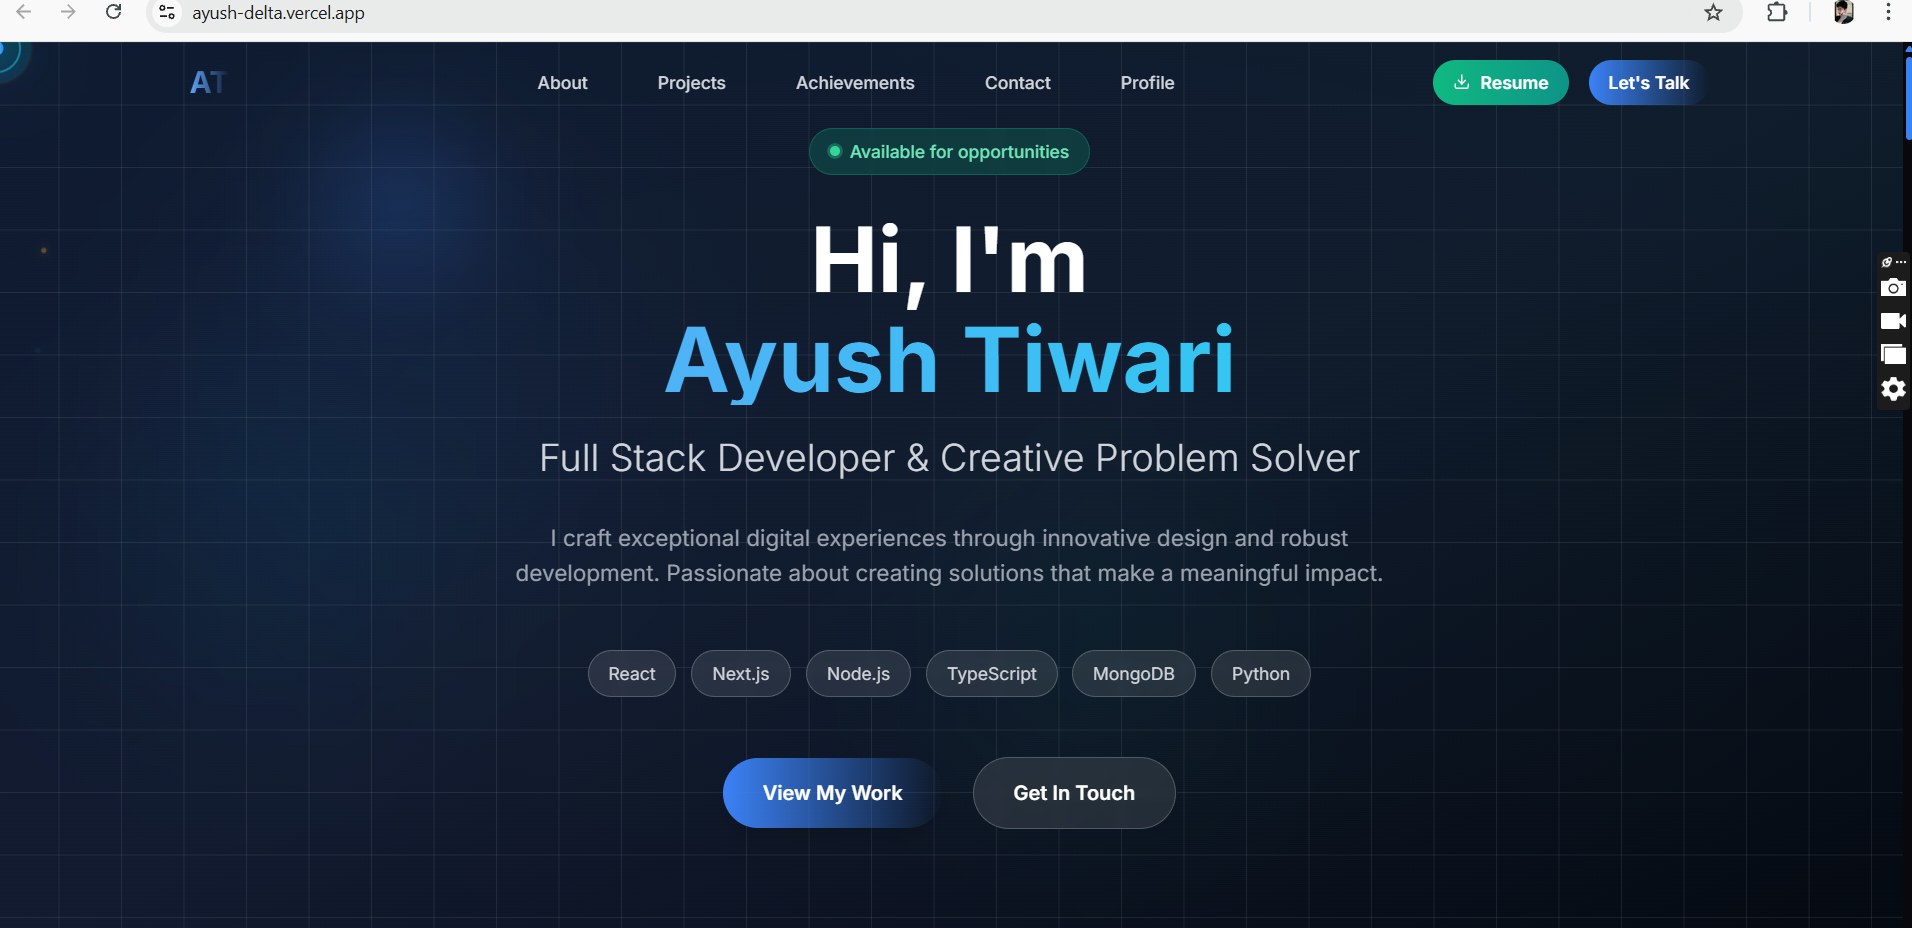 ayush-delta.vercel.app
AT
About Projects Achievements Contact Profile
Resume Let's Talk
Available for opportunities
Hi, I'm
Ayush Tiwari
Full Stack Developer & Creative Problem Solver
I craft exceptional digital experiences through innovative design and robust
development. Passionate about creating solutions that make a meaningful impact.
React Next.js Node.js TypeScript MongoDB Python
View My Work Get In Touch